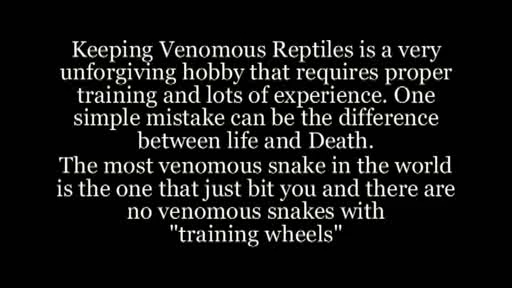 Keeping Venomous Reptiles is a very
unforgiving hobby that requires proper
training and lots of experience. One
simple mistake can be the difference
between life and Death.
The most venomous snake in the world
is the one that just bit you and there are
no venomous snakes with
"training wheels"